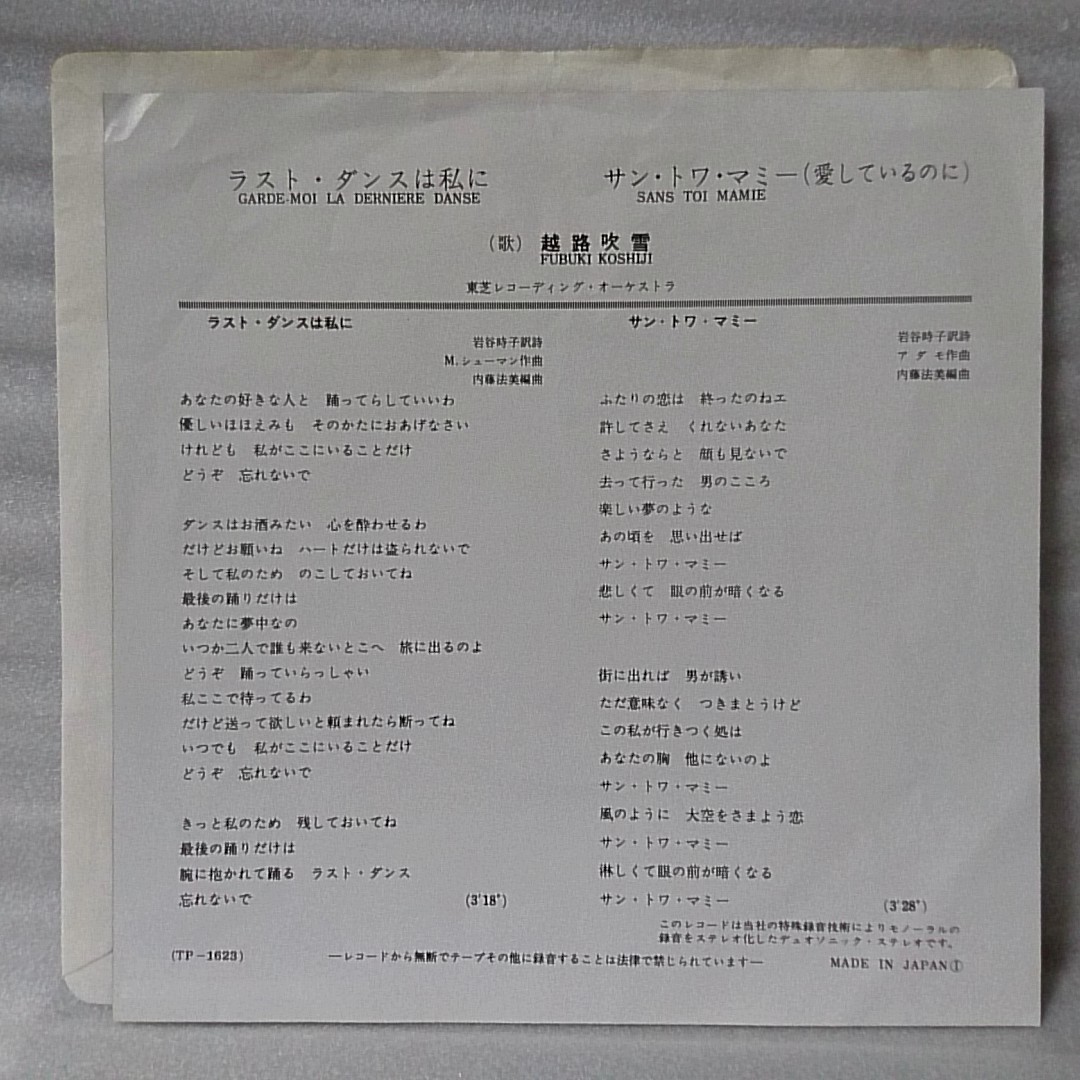 ラスト・ダンスは私に
GARDE-MOI LA DERNIERE DANSE
サン・トワ・マミー(愛しているのに)
SANS TOI MAMIE
(歌) 越路吹雪
FUBUKI KOSHIJI
東芝レコーディング・オーケストラ
ラスト・ダンスは私に
岩谷時子訳詩
M.シューマン作曲
内藤法美編曲
あなたの好きな人と 踊ってらしていいわ
優しいほほえみも そのかたにおあげなさい
けれども 私がここにいることだけ
どうぞ 忘れないで
ダンスはお酒みたい 心を酔わせるわ
だけどお願いね ハートだけは盗られないで
そして私のため のこしておいてね
最後の踊りだけは
あなたに夢中なの
いつか二人で誰も来ないとこへ 旅に出るのよ
どうぞ 踊っていらっしゃい
私ここで待ってるわ
だけど送って欲しいと頼まれたら断ってね
いつでも 私がここにいることだけ
どうぞ 忘れないで
きっと私のため 残しておいてね
最後の踊りだけは
腕に抱かれて踊る ラスト・ダンス
忘れないで (3'18")
サン・トワ・マミー
岩谷時子訳詩
アダモ作曲
内藤法美編曲
ふたりの恋は 終ったのねエ
許してさえ くれないあなた
さようならと 顔も見ないで
去って行った 男のこころ
楽しい夢のような
あの頃を 思い出せば
サン・トワ・マミー
悲しくて 眼の前が暗くなる
サン・トワ・マミー
街に出れば 男が誘い
ただ意味なく つきまとうけど
この私が行きつく処は
あなたの胸 他にないのよ
サン・トワ・マミー
風のように 大空をさまよう恋
サン・トワ・マミー
淋しくて眼の前が暗くなる
サン・トワ・マミー (3'28")
このレコードは当社の特殊録音技術によりモノーラルの
録音をステレオ化したデュオソニック・ステレオです。
(TP-1623) —レコードから無断でテープその他に録音することは法律で禁じられています— MADE IN JAPAN①